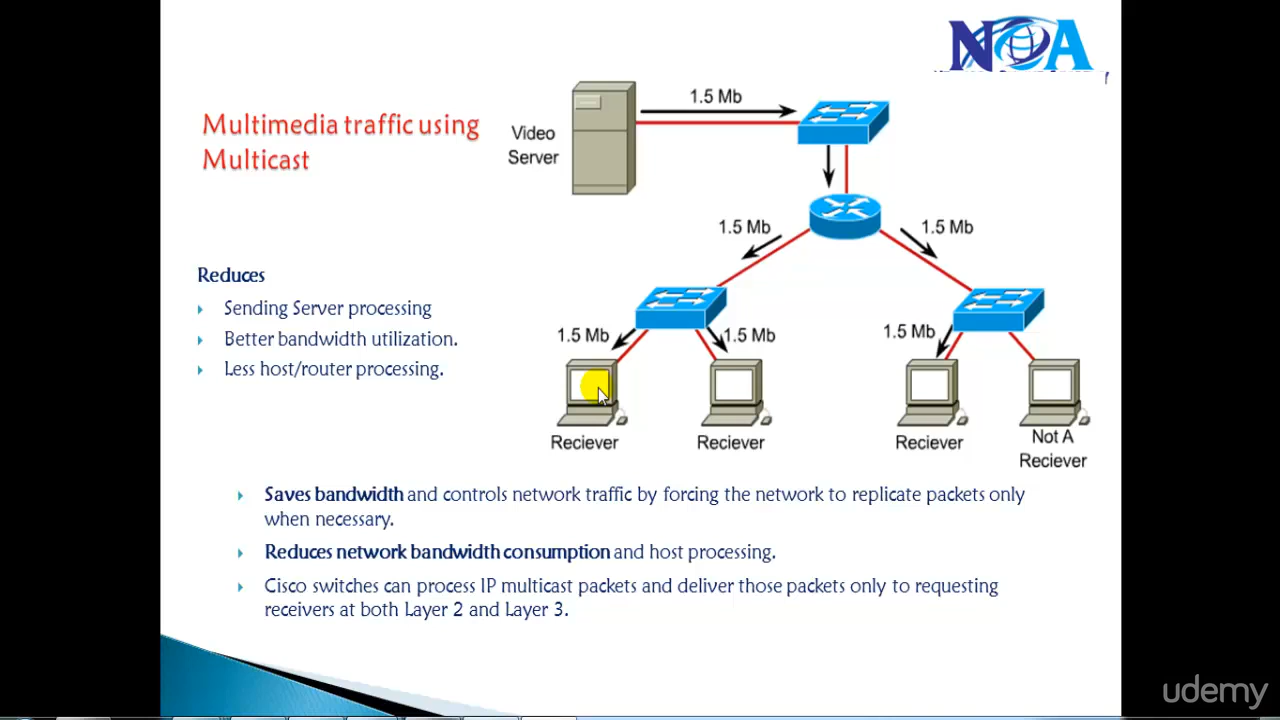 NOA
Multimedia traffic using
Multicast
1.5 Mb
Video
Server
1.5 Mb
1.5 Mb
Reduces
Sending Server processing
Better bandwidth utilization.
Less host/router processing.
1.5 Mb
1.5 Mb
1.5 Mb
Reciever
Reciever
Reciever
Not A
Reciever
Saves bandwidth and controls network traffic by forcing the network to replicate packets only
when necessary.
Reduces network bandwidth consumption and host processing.
Cisco switches can process IP multicast packets and deliver those packets only to requesting
receivers at both Layer 2 and Layer 3.
udemy